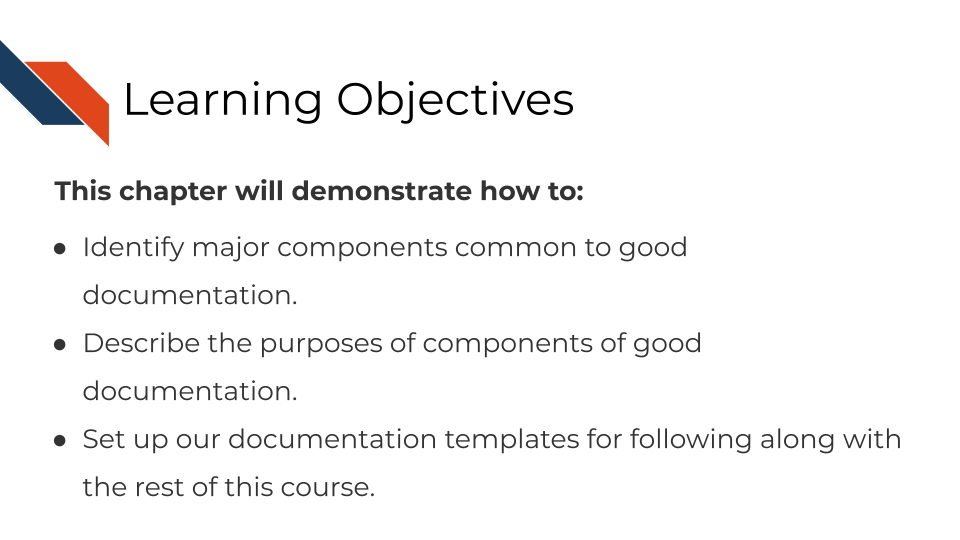 Learning Objectives
This chapter will demonstrate how to:
● Identify major components common to good
documentation.
● Describe the purposes of components of good
documentation.
● Set up our documentation templates for following along with
the rest of this course.